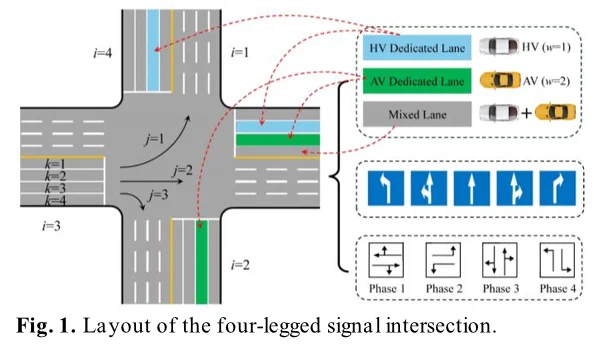 i=4
i=1
j=1
j=2
j=3
k=1
k=2
k=3
k=4
i=3
i=2
HV Dedicated Lane
HV (w=1)
AV Dedicated Lane
AV (w=2)
Mixed Lane
+
Phase 1 Phase 2 Phase 3 Phase 4
Fig. 1. Layout of the four-legged signal intersection.